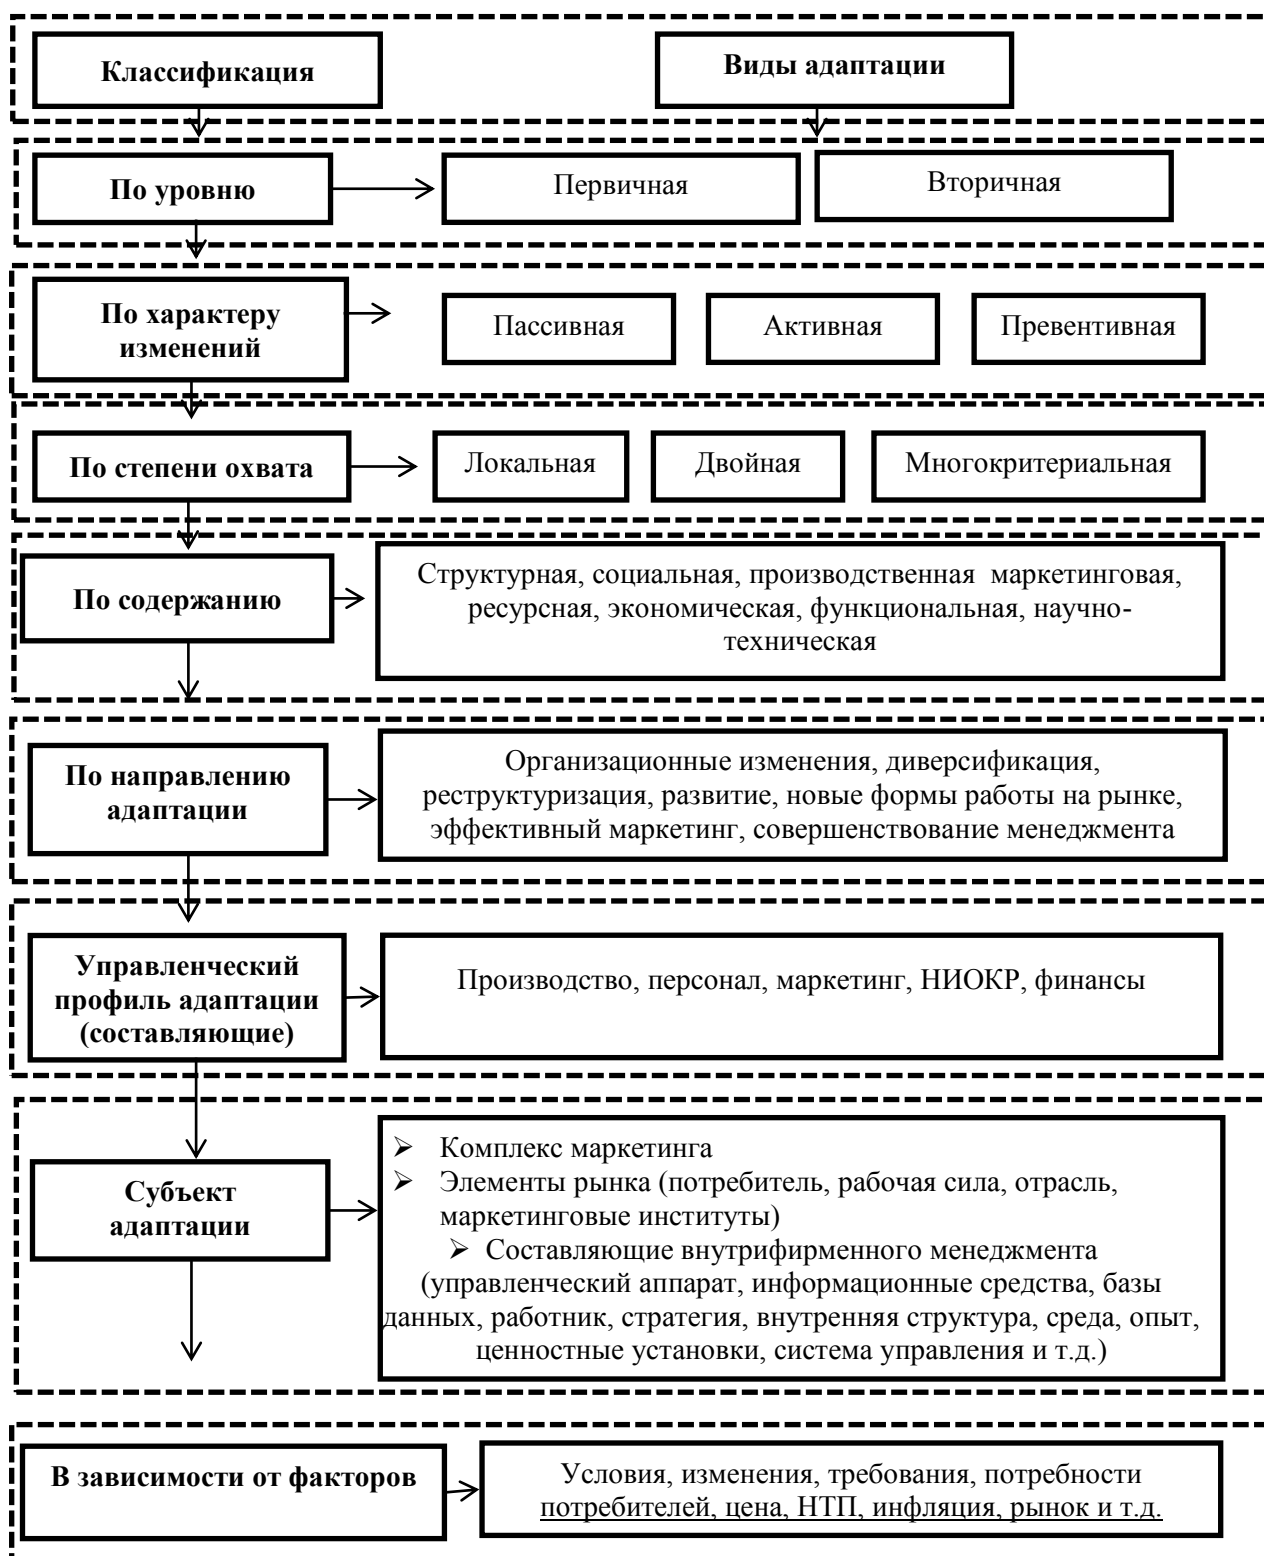 Классификация
Виды адаптации
По уровню
Первичная
Вторичная
По характеру
изменений
Пассивная
Активная
Превентивная
По степени охвата
Локальная
Двойная
Многокритериальная
По содержанию
Структурная, социальная, производственная маркетинговая,
ресурсная, экономическая, функциональная, научно-
техническая
По направлению
адаптации
Организационные изменения, диверсификация,
реструктуризация, развитие, новые формы работы на рынке,
эффективный маркетинг, совершенствование менеджмента
Управленческий
профиль адаптации
(составляющие)
Производство, персонал, маркетинг, НИОКР, финансы
Субъект
адаптации
➢ Комплекс маркетинга
➢ Элементы рынка (потребитель, рабочая сила, отрасль,
маркетинговые институты)
➢ Составляющие внутрифирменного менеджмента
(управленческий аппарат, информационные средства, базы
данных, работник, стратегия, внутренняя структура, среда, опыт,
ценностные установки, система управления и т.д.)
В зависимости от факторов
Условия, изменения, требования, потребности
потребителей, цена, НТП, инфляция, рынок и т.д.